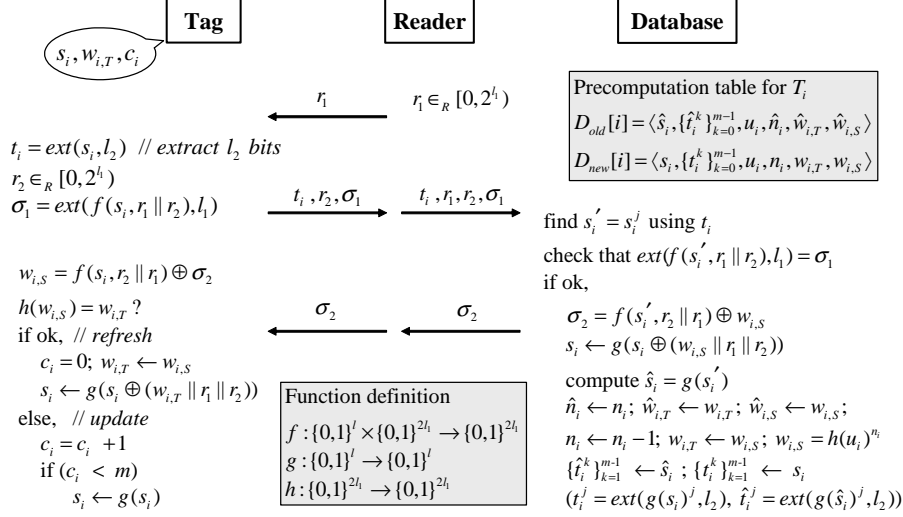 Tag
Reader
Database
s_i, w_{i,T}, c_i
r_1
r_1 ∈_R [0, 2^{l_1})
Precomputation table for T_i
D_{old}[i] = ⟨ŝ_i, {t̂_i^k}_{k=0}^{m-1}, u_i, n̂_i, ŵ_{i,T}, ŵ_{i,S}⟩
D_{new}[i] = ⟨s_i, {t_i^k}_{k=0}^{m-1}, u_i, n_i, w_{i,T}, w_{i,S}⟩
t_i = ext(s_i, l_2) // extract l_2 bits
r_2 ∈_R [0, 2^{l_1})
σ_1 = ext(f(s_i, r_1 || r_2), l_1)
t_i , r_2, σ_1
t_i , r_1, r_2, σ_1
find s_i′ = s_i^j using t_i
check that ext(f(s_i′, r_1 || r_2), l_1) = σ_1
if ok,
σ_2 = f(s_i′, r_2 || r_1) ⊕ w_{i,S}
s_i ← g(s_i ⊕ (w_{i,S} || r_1 || r_2))
compute ŝ_i = g(s_i′)
n̂_i ← n_i; ŵ_{i,T} ← w_{i,T}; ŵ_{i,S} ← w_{i,S};
n_i ← n_i − 1; w_{i,T} ← w_{i,S}; w_{i,S} = h(u_i)^{n_i}
{t̂_i^k}_{k=1}^{m-1} ← ŝ_i ; {t_i^k}_{k=1}^{m-1} ← s_i
(t_i^j = ext(g(s_i)^j, l_2), t̂_i^j = ext(g(ŝ_i)^j, l_2))
σ_2
σ_2
w_{i,S} = f(s_i, r_2 || r_1) ⊕ σ_2
h(w_{i,S}) = w_{i,T} ?
if ok, // refresh
c_i = 0; w_{i,T} ← w_{i,S}
s_i ← g(s_i ⊕ (w_{i,T} || r_1 || r_2))
else, // update
c_i = c_i +1
if (c_i < m)
s_i ← g(s_i)
Function definition
f : {0,1}^l × {0,1}^{2l_1} → {0,1}^{2l_1}
g : {0,1}^l → {0,1}^l
h : {0,1}^{2l_1} → {0,1}^{2l_1}